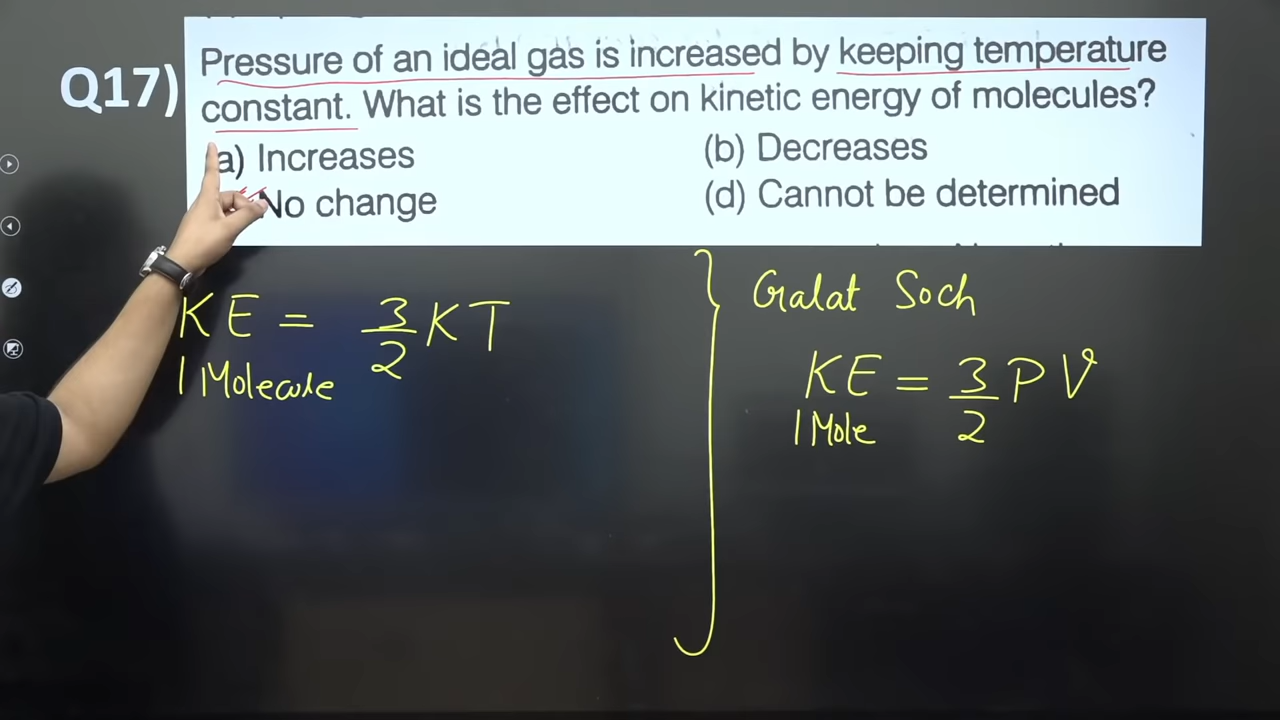 Q17)
Pressure of an ideal gas is increased by keeping temperature
constant. What is the effect on kinetic energy of molecules?
a) Increases (b) Decreases
No change (d) Cannot be determined
KE = 3/2 KT
1 Molecule
Galat Soch
KE = 3/2 PV
1 Mole